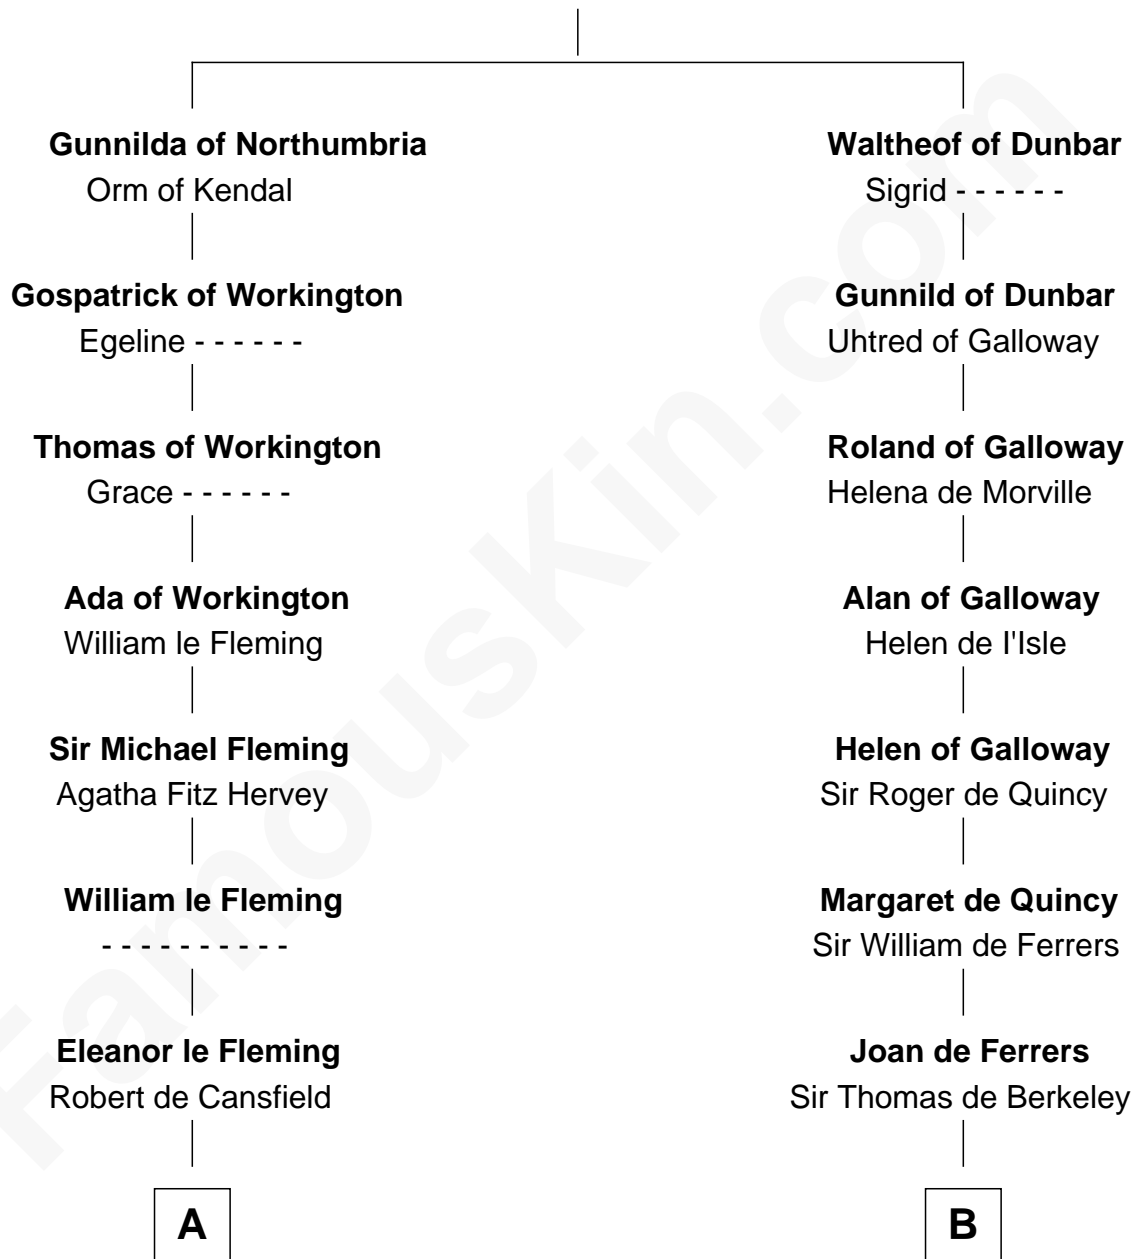 Gunnilda of Northumbria
Orm of Kendal
Gospatrick of Workington
Egeline - - - - - -
Thomas of Workington
Grace - - - - - -
Ada of Workington
William le Fleming
Sir Michael Fleming
Agatha Fitz Hervey
William le Fleming
- - - - - - - - - -
Eleanor le Fleming
Robert de Cansfield
A
Waltheof of Dunbar
Sigrid - - - - - -
Gunnild of Dunbar
Uhtred of Galloway
Roland of Galloway
Helena de Morville
Alan of Galloway
Helen de I'Isle
Helen of Galloway
Sir Roger de Quincy
Margaret de Quincy
Sir William de Ferrers
Joan de Ferrers
Sir Thomas de Berkeley
B
FamousKin.com